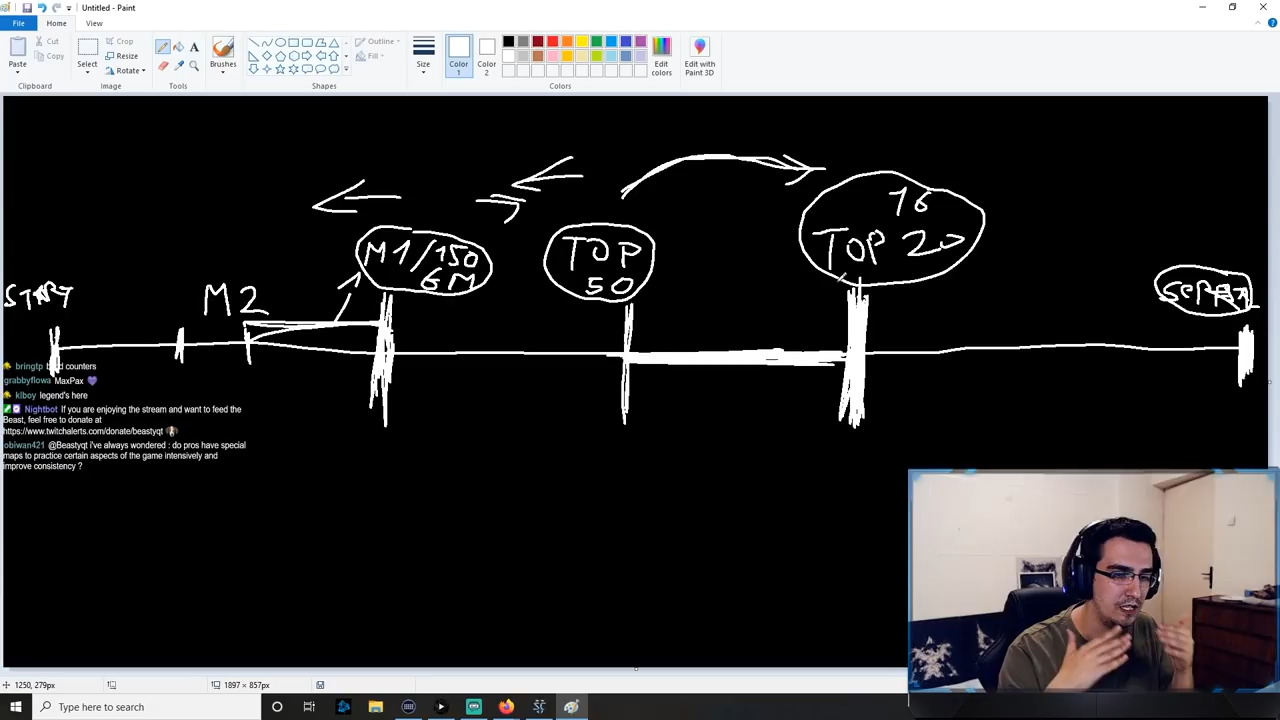 Untitled - Paint
File
Home
View
Paste
Cut
Copy
Clipboard
Select
Crop
Resize
Rotate
Image
Tools
Brushes
Shapes
Outline
Fill
Size
Color 1
Color 2
Colors
Edit colors
Edit with Paint 3D
16
TOP 20
TOP 50
M1/150
6M
M2
START
bringtp build counters
grabbyflowa MaxPax
klboy legend's here
Nightbot If you are enjoying the stream and want to feed the
Beast, feel free to donate at
https://www.twitchalerts.com/donate/beastyqt
obiwan421 @Beastyqt i've always wondered : do pros have special
maps to practice certain aspects of the game intensively and
improve consistency ?
1250, 279px
1897 × 857px
Type here to search